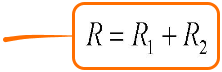 R = R₁ + R₂